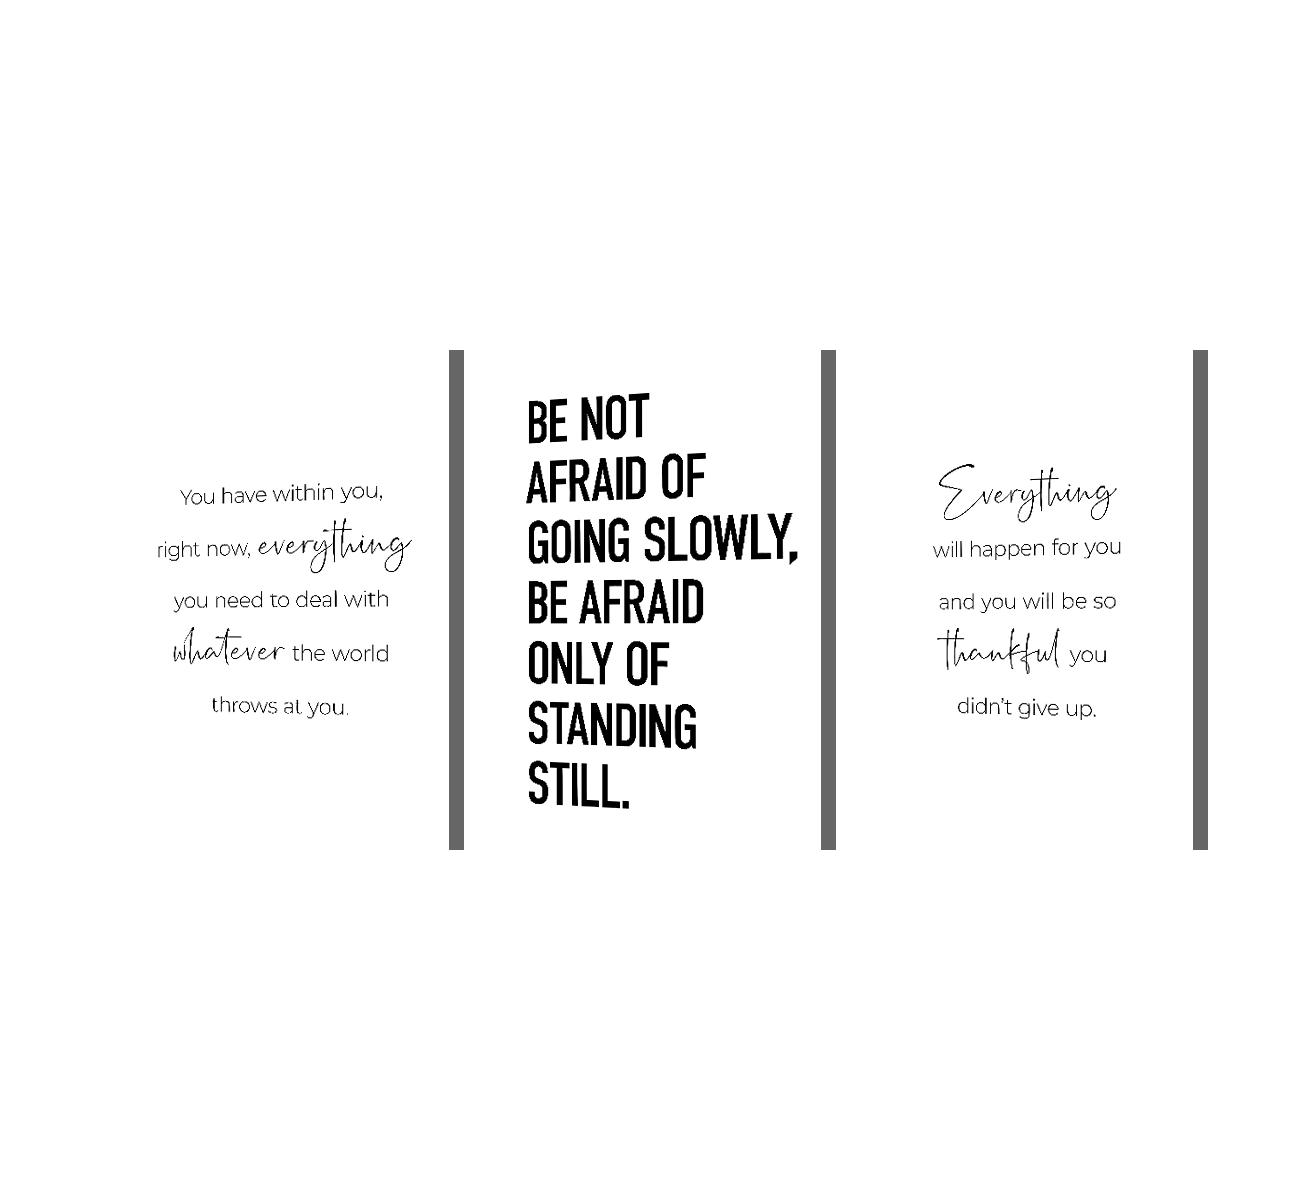 You have within you,
right now, everything
you need to deal with
whatever the world
throws at you.
BE NOT
AFRAID OF
GOING SLOWLY,
BE AFRAID
ONLY OF
STANDING
STILL.
Everything
will happen for you
and you will be so
thankful you
didn't give up.